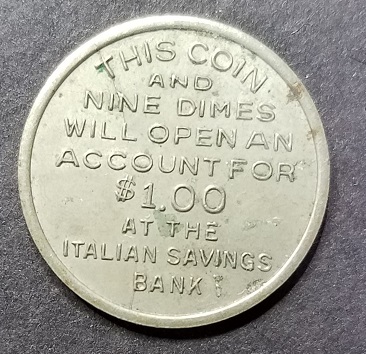 THIS COIN
AND
NINE DIMES
WILL OPEN AN
ACCOUNT FOR
$1.00
AT THE
ITALIAN SAVINGS
BANK